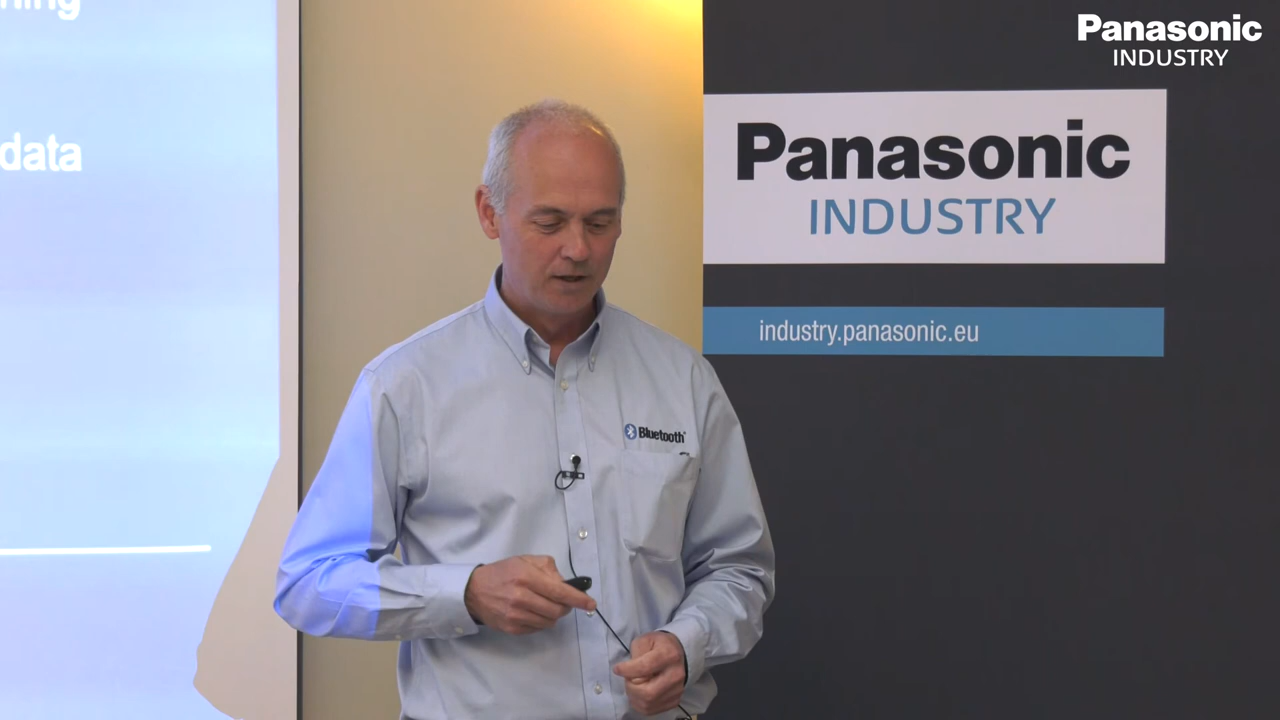 data
Panasonic
INDUSTRY
Panasonic
INDUSTRY
industry.panasonic.eu
Bluetooth